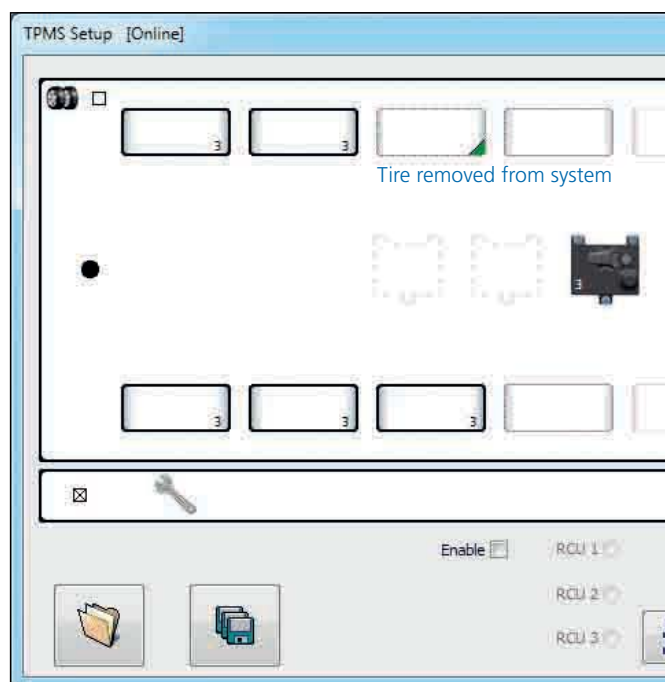 TPMS Setup [Online]
3 3
Tire removed from system
3
3 3 3
Enable RCU 1
RCU 2
RCU 3